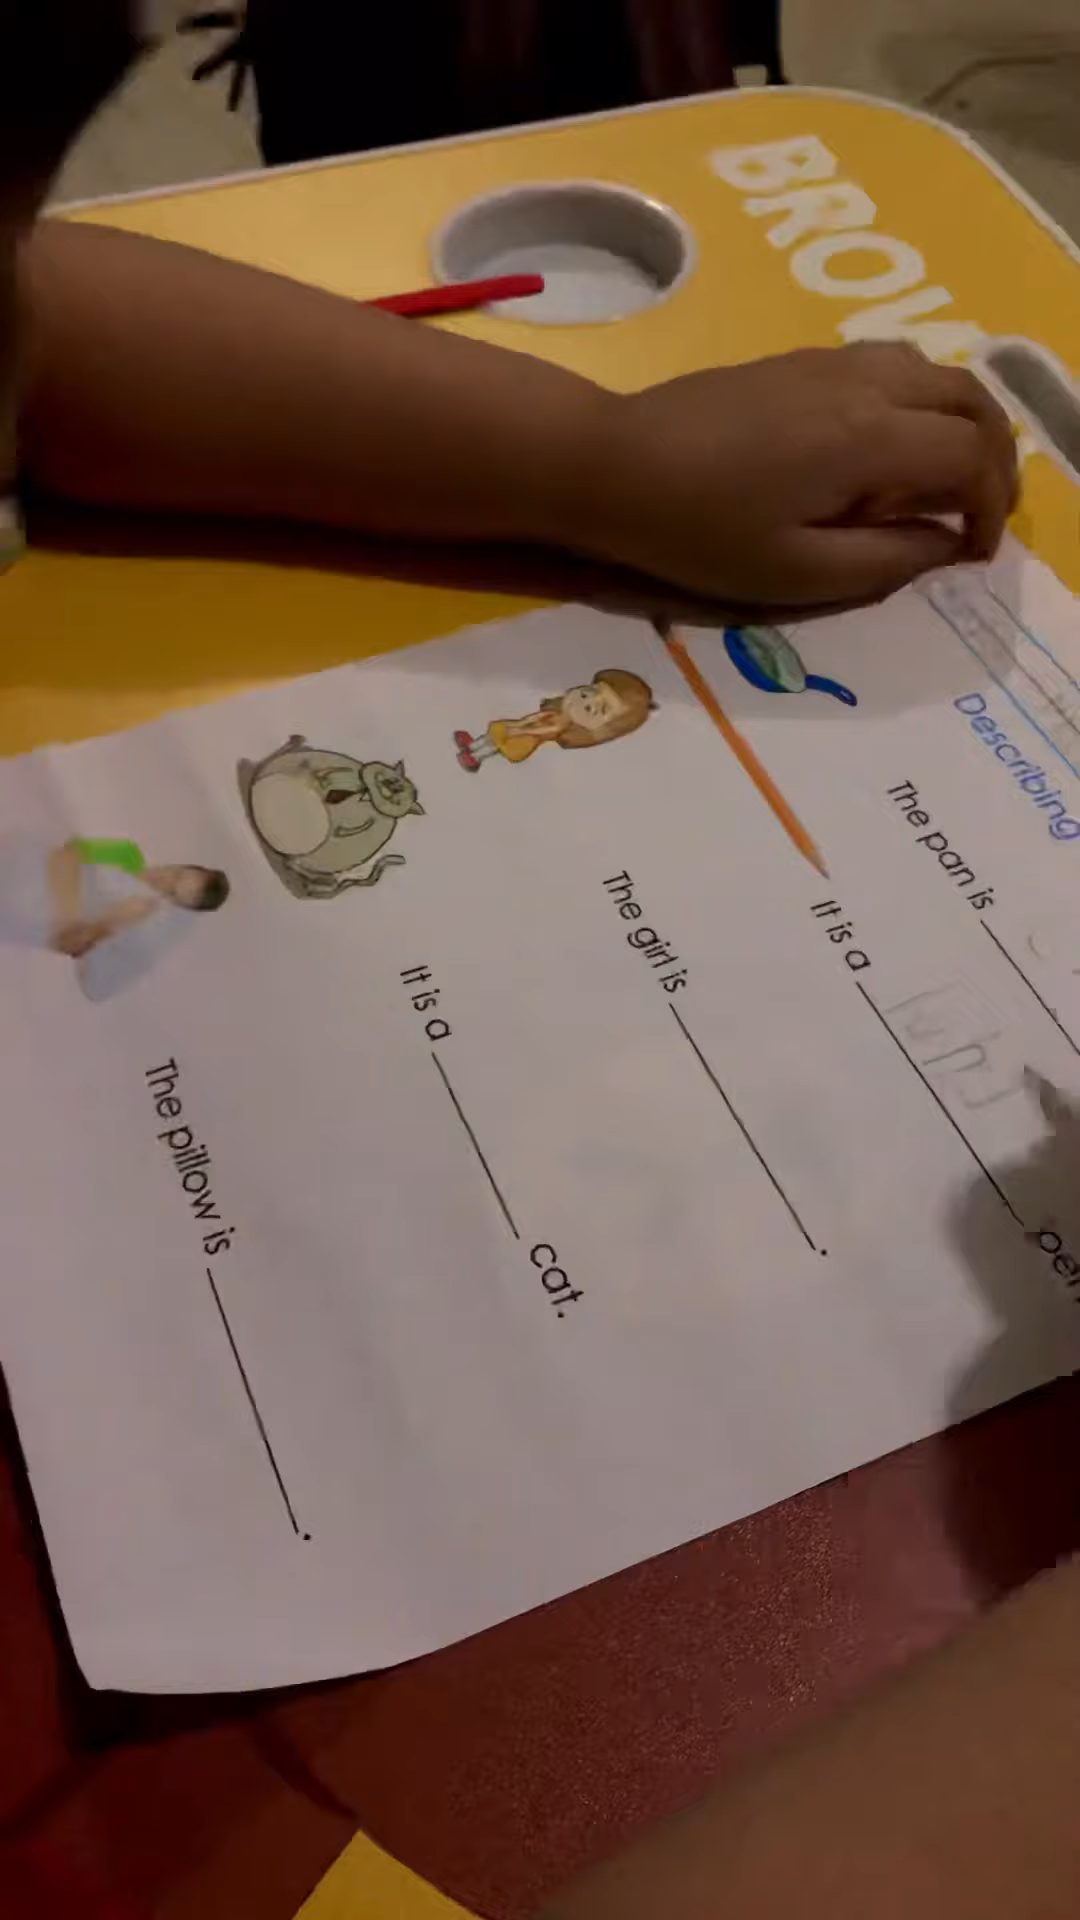 BROW
Describing
The pan is
It is a
The girl is .
It is a cat.
The pillow is .